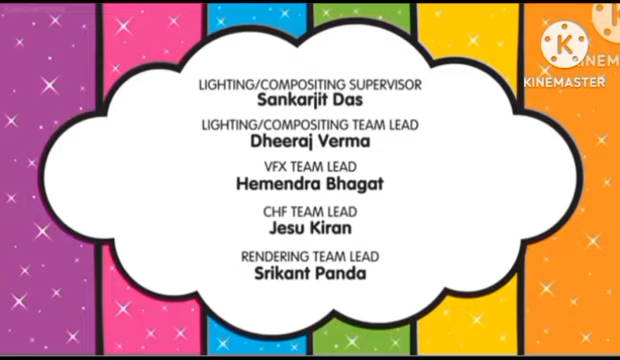 LIGHTING/COMPOSITING SUPERVISOR
Sankarjit Das
LIGHTING/COMPOSITING TEAM LEAD
Dheeraj Verma
VFX TEAM LEAD
Hemendra Bhagat
CHF TEAM LEAD
Jesu Kiran
RENDERING TEAM LEAD
Srikant Panda
K
KINEMASTER
K
NEMASTER